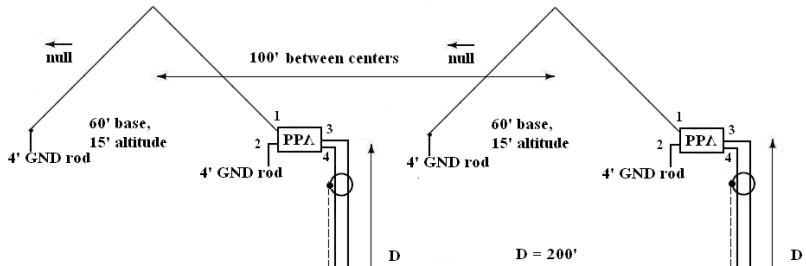 null
100' between centers
null
60' base,
15' altitude
1
2
PPA
3
4
4' GND rod
4' GND rod
D
60' base,
15' altitude
1
2
PPA
3
4
4' GND rod
4' GND rod
D = 200'
D